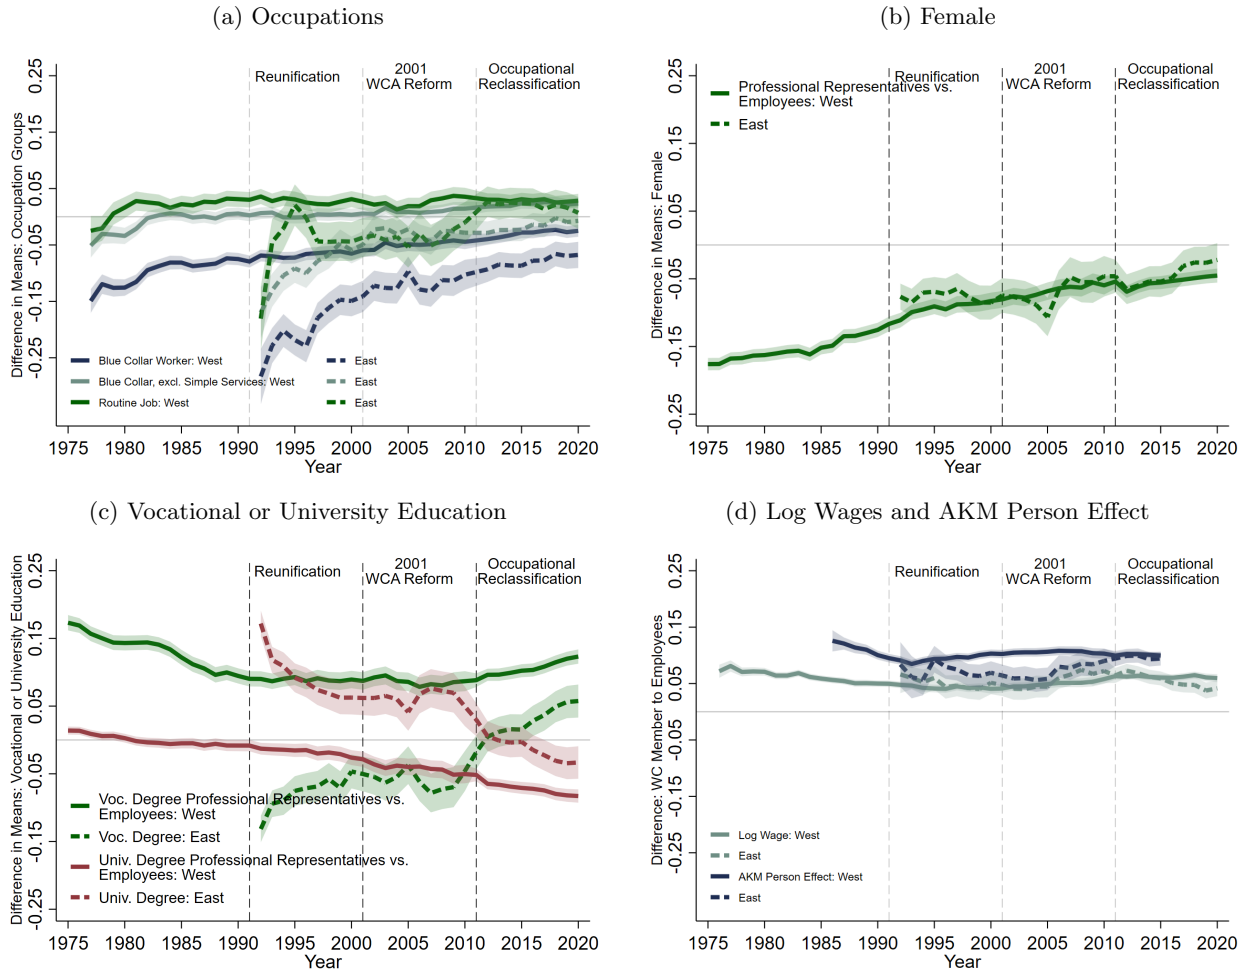 (a) Occupations
Difference in Means: Occupation Groups
0.25
0.15
0.05
-0.05
-0.15
-0.25
Reunification
2001
WCA Reform
Occupational
Reclassification
Blue Collar Worker: West
East
Blue Collar, excl. Simple Services: West
East
Routine Job: West
East
1975 1980 1985 1990 1995 2000 2005 2010 2015 2020
Year
(b) Female
Difference in Means: Female
0.25
0.15
0.05
-0.05
-0.15
-0.25
Reunification
2001
WCA Reform
Occupational
Reclassification
Professional Representatives vs.
Employees: West
East
1975 1980 1985 1990 1995 2000 2005 2010 2015 2020
Year
(c) Vocational or University Education
Difference in Means: Vocational or University Education
0.25
0.15
0.05
-0.05
-0.15
-0.25
Reunification
2001
WCA Reform
Occupational
Reclassification
Voc. Degree Professional Representatives vs.
Employees: West
Voc. Degree: East
Univ. Degree Professional Representatives vs.
Employees: West
Univ. Degree: East
1975 1980 1985 1990 1995 2000 2005 2010 2015 2020
Year
(d) Log Wages and AKM Person Effect
Difference: WC Member to Employees
0.25
0.15
0.05
-0.05
-0.15
-0.25
Reunification
2001
WCA Reform
Occupational
Reclassification
Log Wage: West
East
AKM Person Effect: West
East
1975 1980 1985 1990 1995 2000 2005 2010 2015 2020
Year